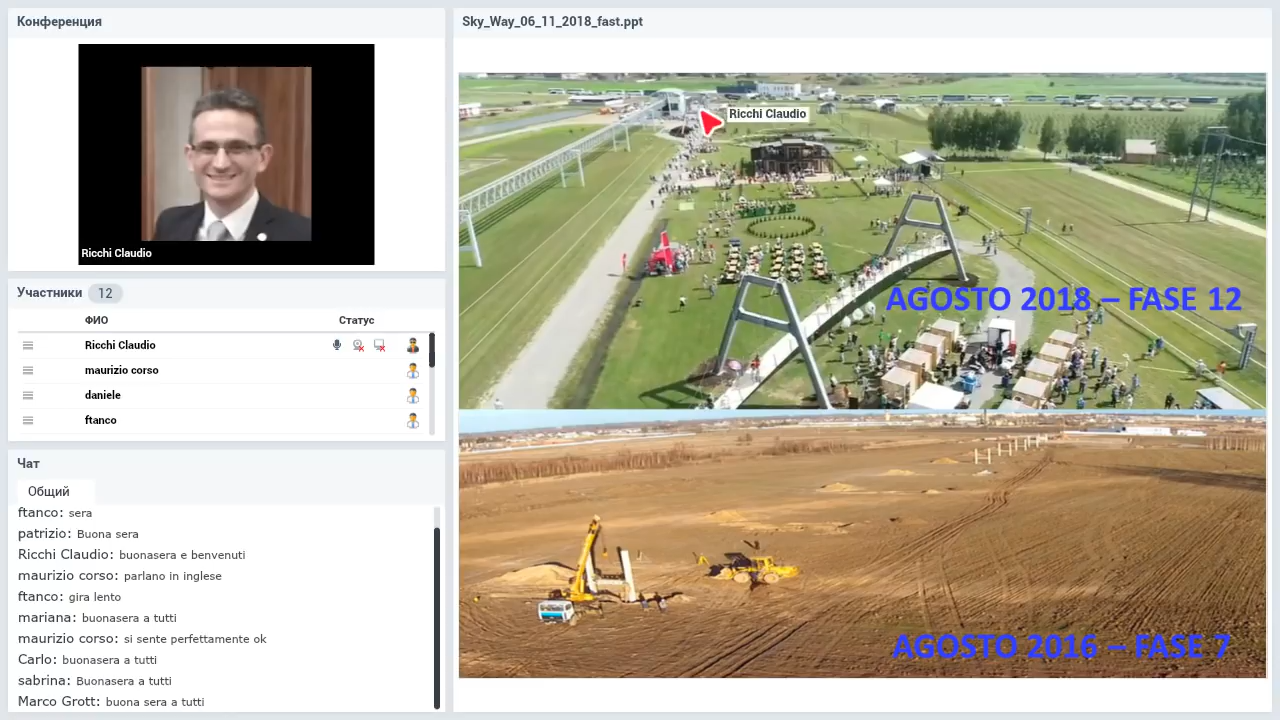 Конференция
Ricchi Claudio
Участники 12
ФИО Статус
Ricchi Claudio
maurizio corso
daniele
ftanco
Чат
Общий
ftanco: sera
patrizio: Buona sera
Ricchi Claudio: buonasera e benvenuti
maurizio corso: parlano in inglese
ftanco: gira lento
mariana: buonasera a tutti
maurizio corso: si sente perfettamente ok
Carlo: buonasera a tutti
sabrina: Buonasera a tutti
Marco Grott: buona sera a tutti
Sky_Way_06_11_2018_fast.ppt
Ricchi Claudio
AGOSTO 2018 – FASE 12
AGOSTO 2016 – FASE 7